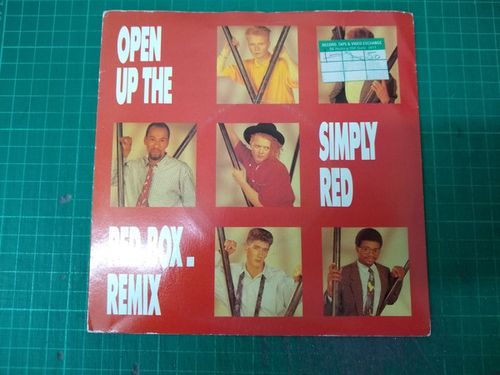 OPEN
UP THE
RECORD, TAPE & VIDEO EXCHANGE
SIMPLY
RED
RED BOX.
REMIX